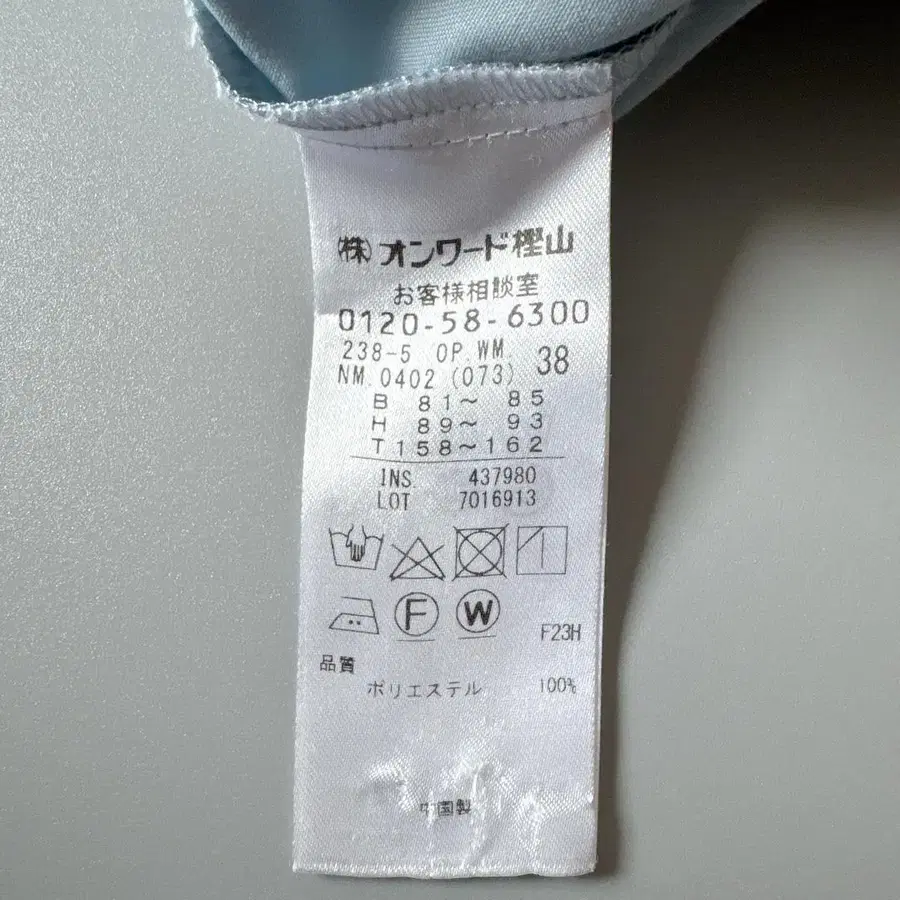 ㈱オンワード樫山
お客様相談室
0120-58-6300
238-5 OP.WM. 38
NM.0402 (073)
B 81～ 85
H 89～ 93
T 158～162
INS 437980
LOT 7016913
F W
F23H
品質
ポリエステル 100%
中国製